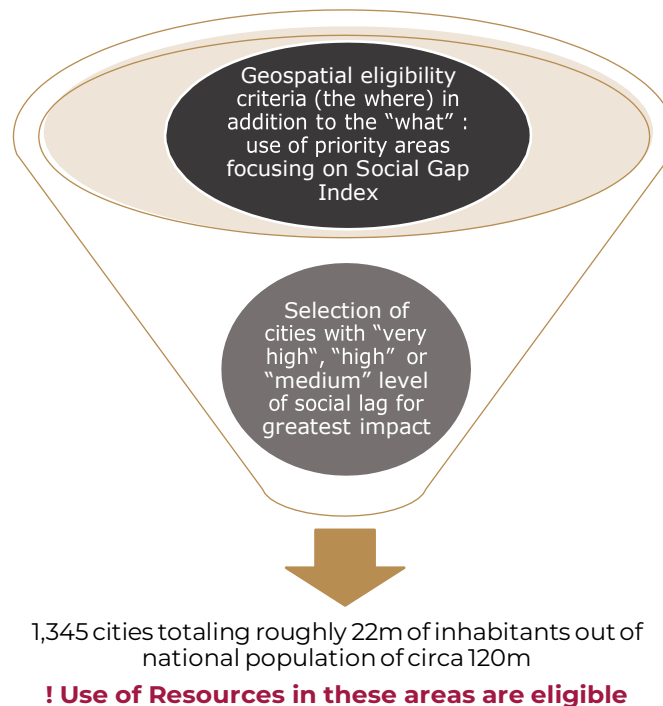 Geospatial eligibility
criteria (the where) in
addition to the “what” :
use of priority areas
focusing on Social Gap
Index
Selection of
cities with “very
high“, “high” or
“medium” level
of social lag for
greatest impact
1,345 cities totaling roughly 22m of inhabitants out of
national population of circa 120m
! Use of Resources in these areas are eligible